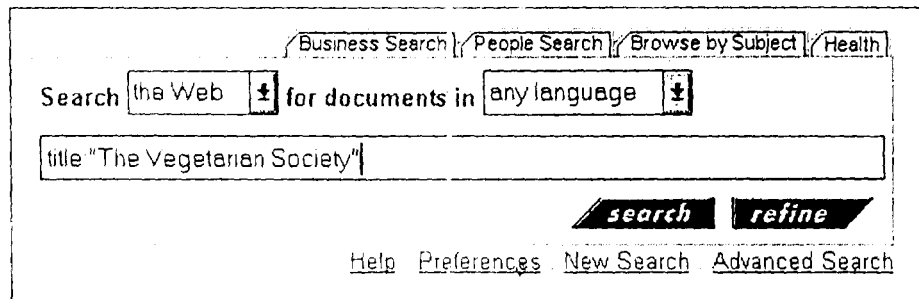 Business Search People Search Browse by Subject Health
Search the Web for documents in any language
title:"The Vegetarian Society"
search refine
Help Preferences New Search Advanced Search